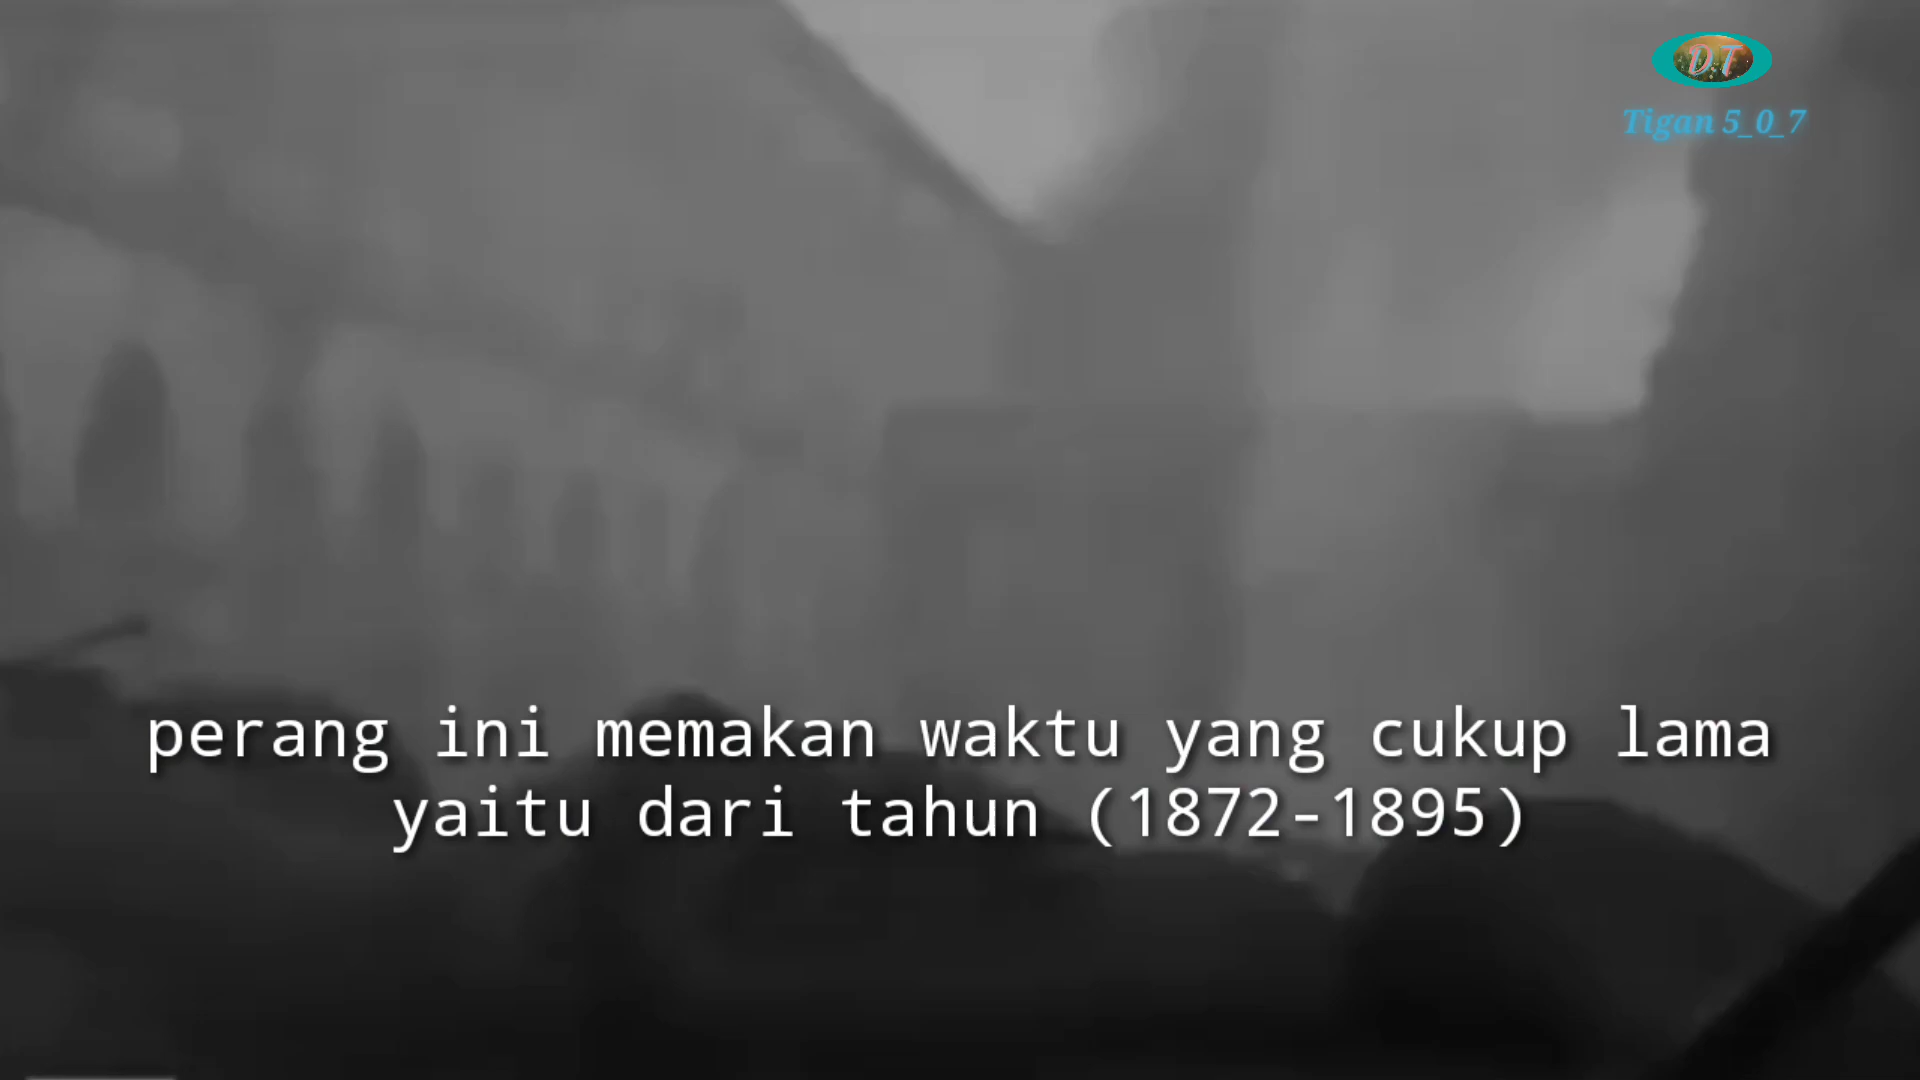 DT
Tigan 5_0_7
perang ini memakan waktu yang cukup lama
yaitu dari tahun (1872-1895)